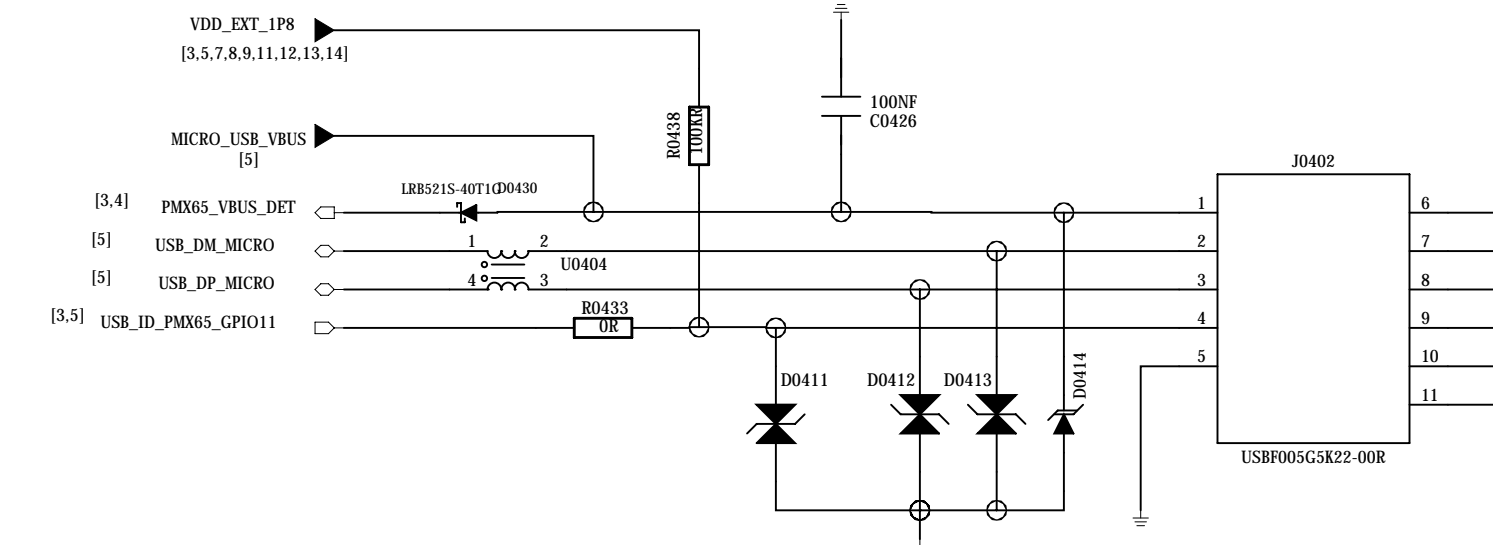 VDD_EXT_1P8
[3,5,7,8,9,11,12,13,14]
100NF
C0426
R0438
100KR
MICRO_USB_VBUS
[5]
J0402
LRB521S-40T1G
D0430
[3,4]
PMX65_VBUS_DET
1
6
[5]
USB_DM_MICRO
1
2
2
7
U0404
[5]
USB_DP_MICRO
4
3
3
8
[3,5]
USB_ID_PMX65_GPIO11
R0433
0R
4
9
5
10
D0411
D0412
D0413
D0414
11
USBF005G5K22-00R